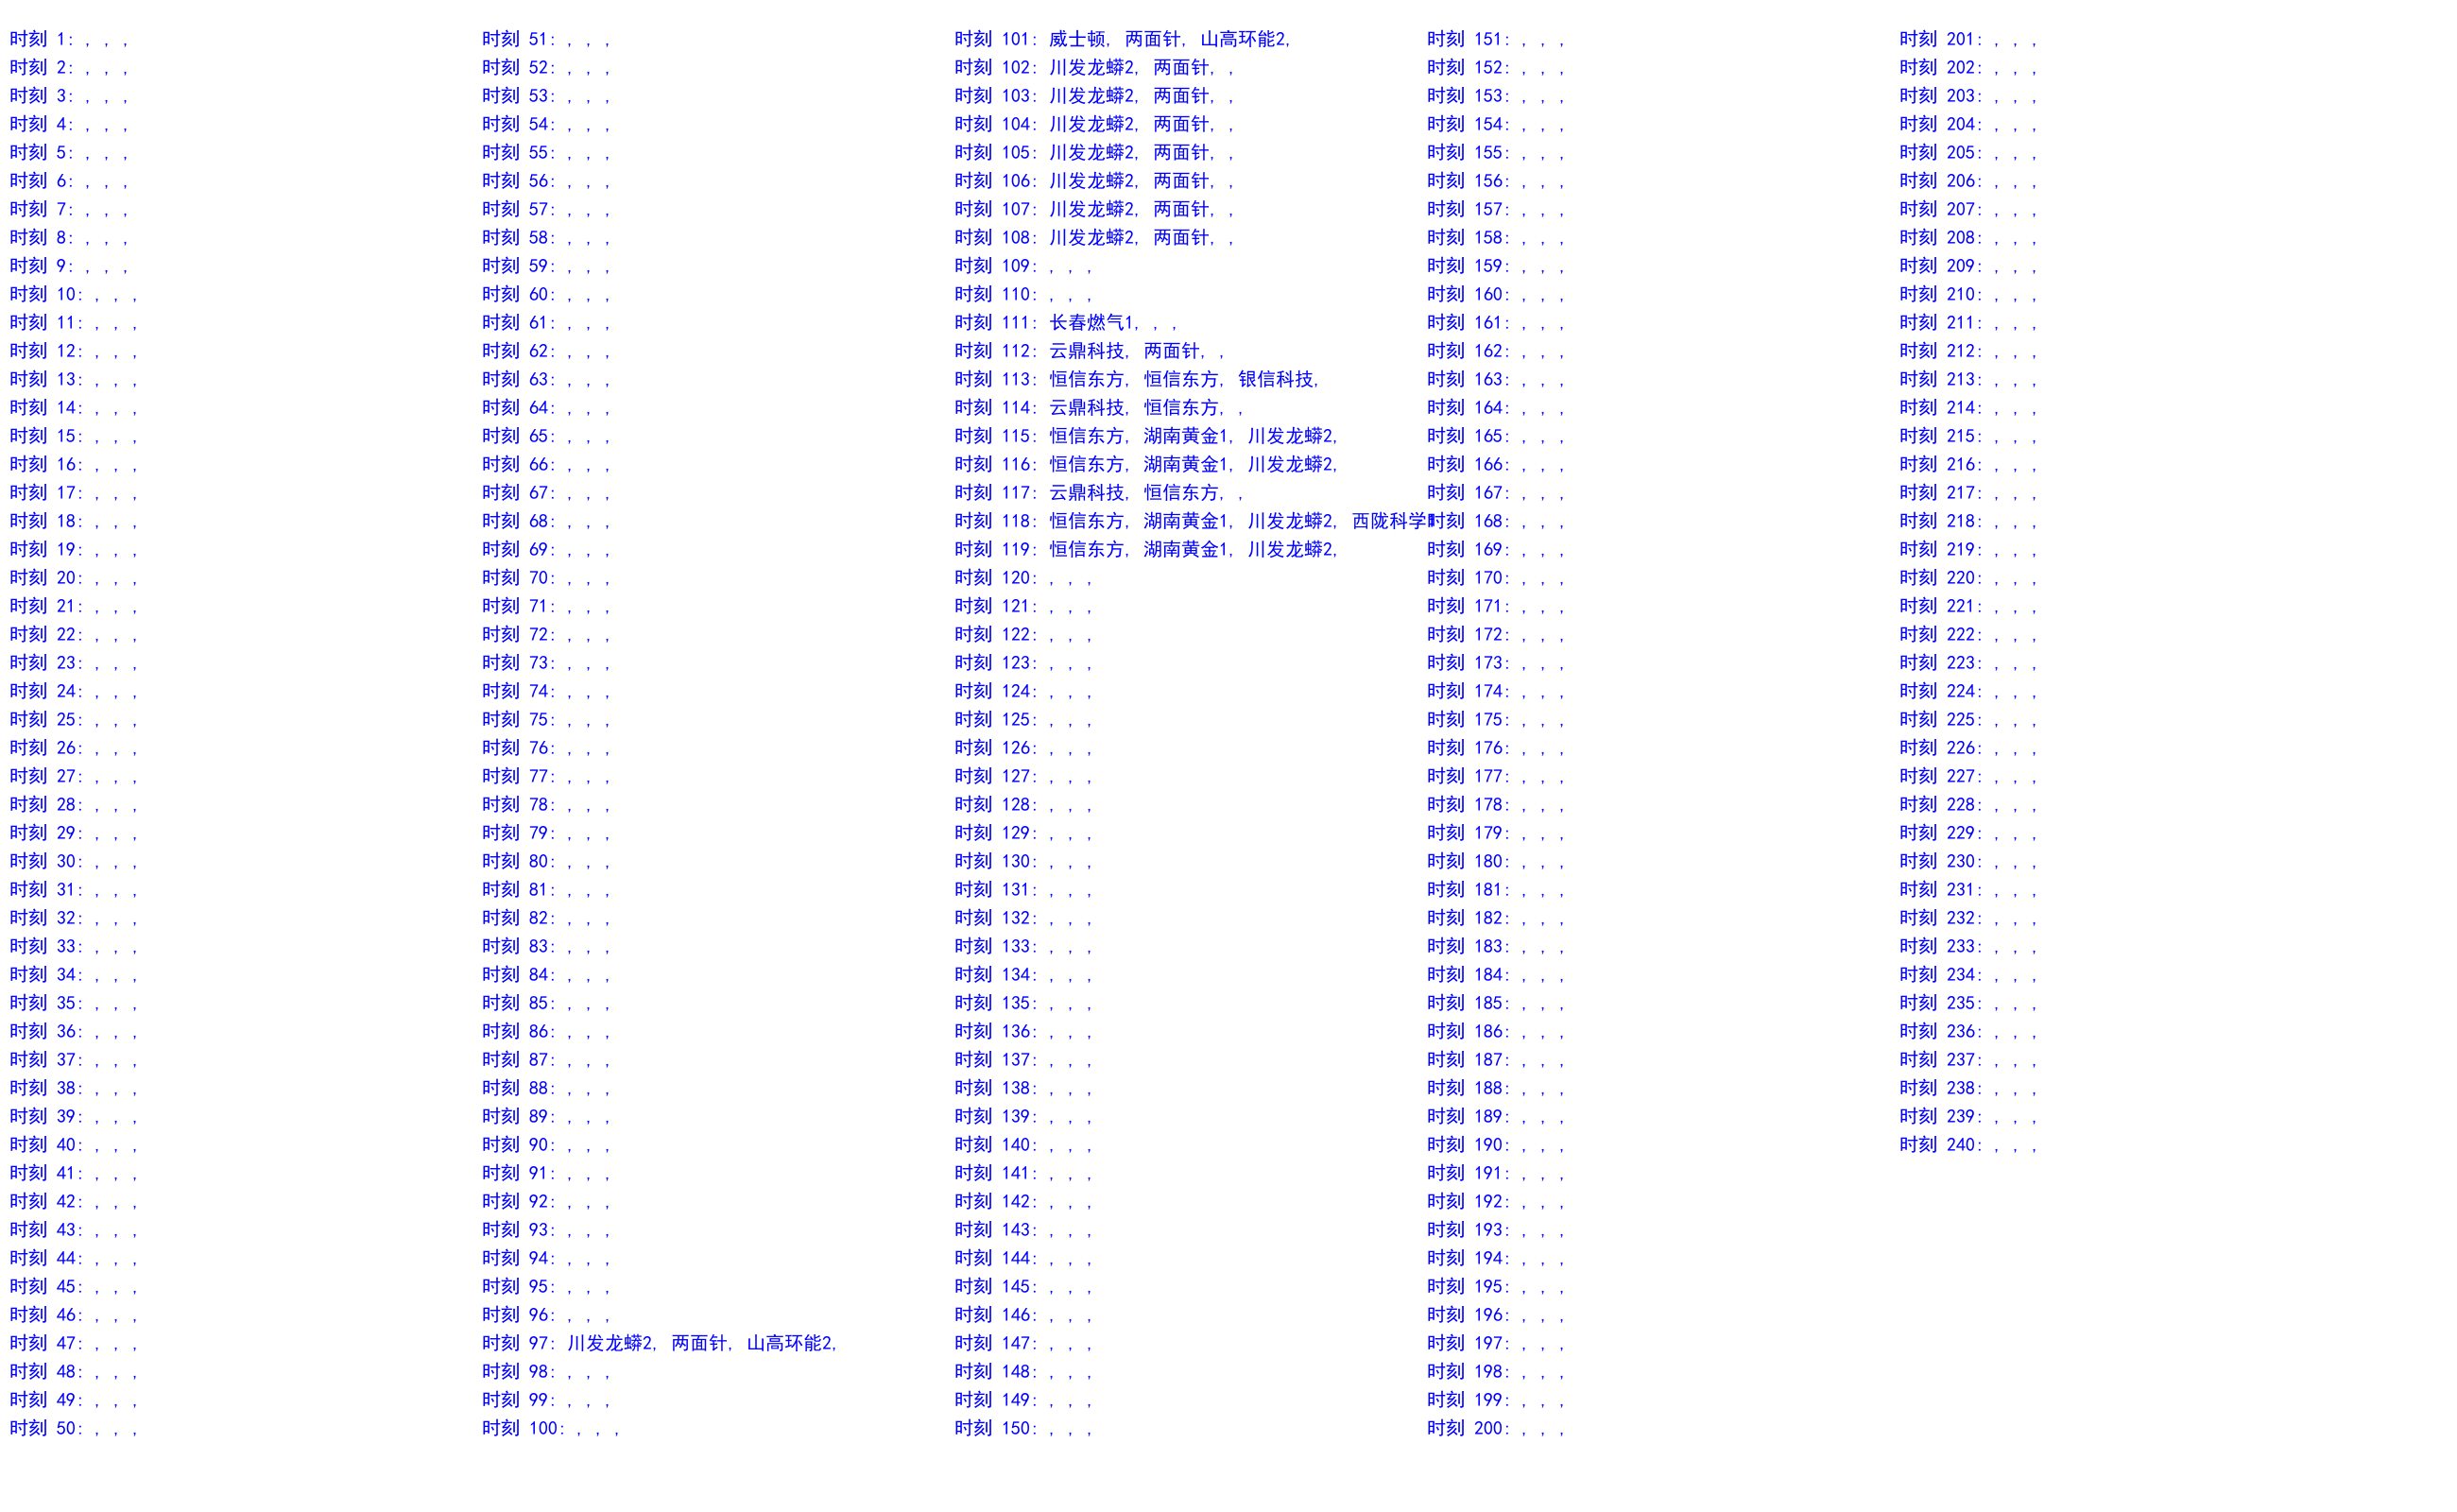 时刻 1: , , ,
时刻 2: , , ,
时刻 3: , , ,
时刻 4: , , ,
时刻 5: , , ,
时刻 6: , , ,
时刻 7: , , ,
时刻 8: , , ,
时刻 9: , , ,
时刻 10: , , ,
时刻 11: , , ,
时刻 12: , , ,
时刻 13: , , ,
时刻 14: , , ,
时刻 15: , , ,
时刻 16: , , ,
时刻 17: , , ,
时刻 18: , , ,
时刻 19: , , ,
时刻 20: , , ,
时刻 21: , , ,
时刻 22: , , ,
时刻 23: , , ,
时刻 24: , , ,
时刻 25: , , ,
时刻 26: , , ,
时刻 27: , , ,
时刻 28: , , ,
时刻 29: , , ,
时刻 30: , , ,
时刻 31: , , ,
时刻 32: , , ,
时刻 33: , , ,
时刻 34: , , ,
时刻 35: , , ,
时刻 36: , , ,
时刻 37: , , ,
时刻 38: , , ,
时刻 39: , , ,
时刻 40: , , ,
时刻 41: , , ,
时刻 42: , , ,
时刻 43: , , ,
时刻 44: , , ,
时刻 45: , , ,
时刻 46: , , ,
时刻 47: , , ,
时刻 48: , , ,
时刻 49: , , ,
时刻 50: , , ,
时刻 51: , , ,
时刻 52: , , ,
时刻 53: , , ,
时刻 54: , , ,
时刻 55: , , ,
时刻 56: , , ,
时刻 57: , , ,
时刻 58: , , ,
时刻 59: , , ,
时刻 60: , , ,
时刻 61: , , ,
时刻 62: , , ,
时刻 63: , , ,
时刻 64: , , ,
时刻 65: , , ,
时刻 66: , , ,
时刻 67: , , ,
时刻 68: , , ,
时刻 69: , , ,
时刻 70: , , ,
时刻 71: , , ,
时刻 72: , , ,
时刻 73: , , ,
时刻 74: , , ,
时刻 75: , , ,
时刻 76: , , ,
时刻 77: , , ,
时刻 78: , , ,
时刻 79: , , ,
时刻 80: , , ,
时刻 81: , , ,
时刻 82: , , ,
时刻 83: , , ,
时刻 84: , , ,
时刻 85: , , ,
时刻 86: , , ,
时刻 87: , , ,
时刻 88: , , ,
时刻 89: , , ,
时刻 90: , , ,
时刻 91: , , ,
时刻 92: , , ,
时刻 93: , , ,
时刻 94: , , ,
时刻 95: , , ,
时刻 96: , , ,
时刻 97: 川发龙蟒2, 两面针, 山高环能2,
时刻 98: , , ,
时刻 99: , , ,
时刻 100: , , ,
时刻 101: 威士顿, 两面针, 山高环能2,
时刻 102: 川发龙蟒2, 两面针, ,
时刻 103: 川发龙蟒2, 两面针, ,
时刻 104: 川发龙蟒2, 两面针, ,
时刻 105: 川发龙蟒2, 两面针, ,
时刻 106: 川发龙蟒2, 两面针, ,
时刻 107: 川发龙蟒2, 两面针, ,
时刻 108: 川发龙蟒2, 两面针, ,
时刻 109: , , ,
时刻 110: , , ,
时刻 111: 长春燃气1, , ,
时刻 112: 云鼎科技, 两面针, ,
时刻 113: 恒信东方, 恒信东方, 银信科技,
时刻 114: 云鼎科技, 恒信东方, ,
时刻 115: 恒信东方, 湖南黄金1, 川发龙蟒2,
时刻 116: 恒信东方, 湖南黄金1, 川发龙蟒2,
时刻 117: 云鼎科技, 恒信东方, ,
时刻 118: 恒信东方, 湖南黄金1, 川发龙蟒2, 西陇科学
时刻 119: 恒信东方, 湖南黄金1, 川发龙蟒2,
时刻 120: , , ,
时刻 121: , , ,
时刻 122: , , ,
时刻 123: , , ,
时刻 124: , , ,
时刻 125: , , ,
时刻 126: , , ,
时刻 127: , , ,
时刻 128: , , ,
时刻 129: , , ,
时刻 130: , , ,
时刻 131: , , ,
时刻 132: , , ,
时刻 133: , , ,
时刻 134: , , ,
时刻 135: , , ,
时刻 136: , , ,
时刻 137: , , ,
时刻 138: , , ,
时刻 139: , , ,
时刻 140: , , ,
时刻 141: , , ,
时刻 142: , , ,
时刻 143: , , ,
时刻 144: , , ,
时刻 145: , , ,
时刻 146: , , ,
时刻 147: , , ,
时刻 148: , , ,
时刻 149: , , ,
时刻 150: , , ,
时刻 151: , , ,
时刻 152: , , ,
时刻 153: , , ,
时刻 154: , , ,
时刻 155: , , ,
时刻 156: , , ,
时刻 157: , , ,
时刻 158: , , ,
时刻 159: , , ,
时刻 160: , , ,
时刻 161: , , ,
时刻 162: , , ,
时刻 163: , , ,
时刻 164: , , ,
时刻 165: , , ,
时刻 166: , , ,
时刻 167: , , ,
时刻 168: , , ,
时刻 169: , , ,
时刻 170: , , ,
时刻 171: , , ,
时刻 172: , , ,
时刻 173: , , ,
时刻 174: , , ,
时刻 175: , , ,
时刻 176: , , ,
时刻 177: , , ,
时刻 178: , , ,
时刻 179: , , ,
时刻 180: , , ,
时刻 181: , , ,
时刻 182: , , ,
时刻 183: , , ,
时刻 184: , , ,
时刻 185: , , ,
时刻 186: , , ,
时刻 187: , , ,
时刻 188: , , ,
时刻 189: , , ,
时刻 190: , , ,
时刻 191: , , ,
时刻 192: , , ,
时刻 193: , , ,
时刻 194: , , ,
时刻 195: , , ,
时刻 196: , , ,
时刻 197: , , ,
时刻 198: , , ,
时刻 199: , , ,
时刻 200: , , ,
时刻 201: , , ,
时刻 202: , , ,
时刻 203: , , ,
时刻 204: , , ,
时刻 205: , , ,
时刻 206: , , ,
时刻 207: , , ,
时刻 208: , , ,
时刻 209: , , ,
时刻 210: , , ,
时刻 211: , , ,
时刻 212: , , ,
时刻 213: , , ,
时刻 214: , , ,
时刻 215: , , ,
时刻 216: , , ,
时刻 217: , , ,
时刻 218: , , ,
时刻 219: , , ,
时刻 220: , , ,
时刻 221: , , ,
时刻 222: , , ,
时刻 223: , , ,
时刻 224: , , ,
时刻 225: , , ,
时刻 226: , , ,
时刻 227: , , ,
时刻 228: , , ,
时刻 229: , , ,
时刻 230: , , ,
时刻 231: , , ,
时刻 232: , , ,
时刻 233: , , ,
时刻 234: , , ,
时刻 235: , , ,
时刻 236: , , ,
时刻 237: , , ,
时刻 238: , , ,
时刻 239: , , ,
时刻 240: , , ,